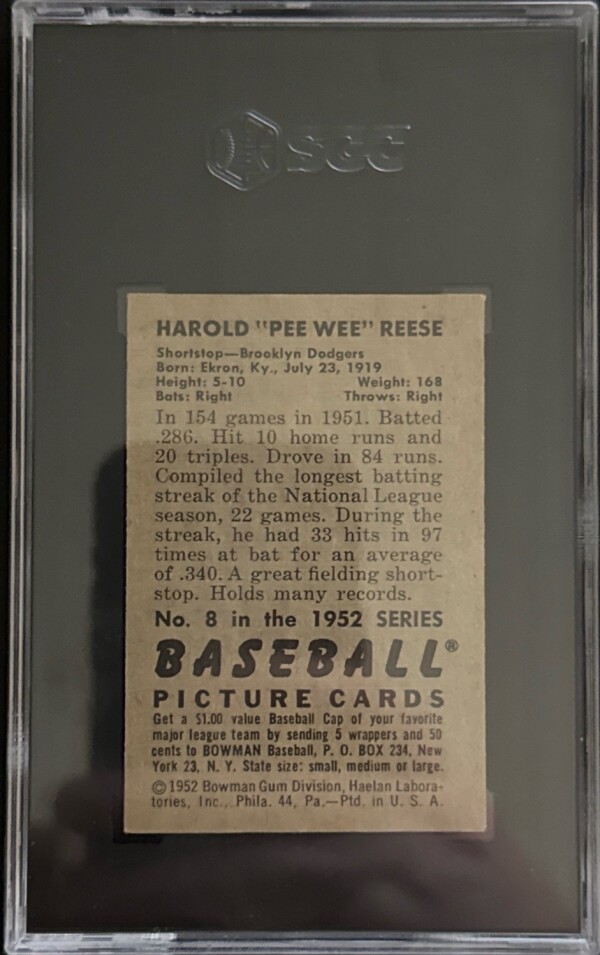 SGC
HAROLD "PEE WEE" REESE
Shortstop—Brooklyn Dodgers
Born: Ekron, Ky., July 23, 1919
Height: 5-10 Weight: 168
Bats: Right Throws: Right
In 154 games in 1951. Batted
.286. Hit 10 home runs and
20 triples. Drove in 84 runs.
Compiled the longest batting
streak of the National League
season, 22 games. During the
streak, he had 33 hits in 97
times at bat for an average
of .340. A great fielding short-
stop. Holds many records.
No. 8 in the 1952 SERIES
BASEBALL®
PICTURE CARDS
Get a $1.00 value Baseball Cap of your favorite
major league team by sending 5 wrappers and 50
cents to BOWMAN Baseball, P. O. BOX 234, New
York 23, N. Y. State size: small, medium or large.
©1952 Bowman Gum Division, Haelan Labora-
tories, Inc., Phila. 44, Pa.—Ptd. in U. S. A.